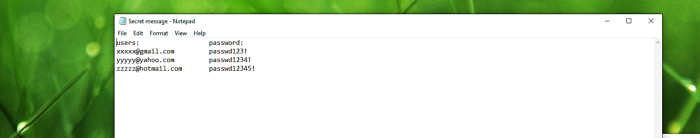 Secret message - Notepad
File Edit Format View Help
users: password:
xxxxx@gmail.com passwd123!
yyyyy@yahoo.com passwd1234!
zzzzz@hotmail.com passwd12345!